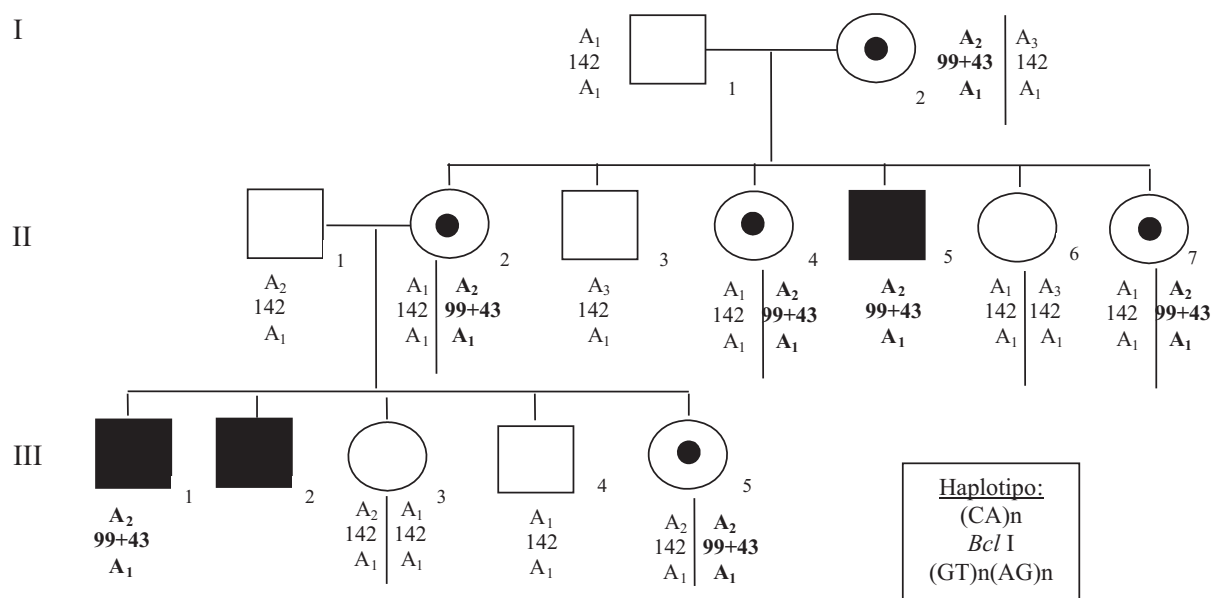 I
A₁
142
A₁
1
2
A₂ A₃
99+43 142
A₁ A₁
II
1
2
3
4
5
6
7
A₂
142
A₁
A₁ A₂
142 99+43
A₁ A₁
A₃
142
A₁
A₁ A₂
142 99+43
A₁ A₁
A₂
99+43
A₁
A₁ A₃
142 142
A₁ A₁
A₁ A₂
142 99+43
A₁ A₁
III
1
2
3
4
5
A₂
99+43
A₁
A₂ A₁
142 142
A₁ A₁
A₁
142
A₁
A₂ A₂
142 99+43
A₁ A₁
Haplotipo:
(CA)n
Bcl I
(GT)n(AG)n